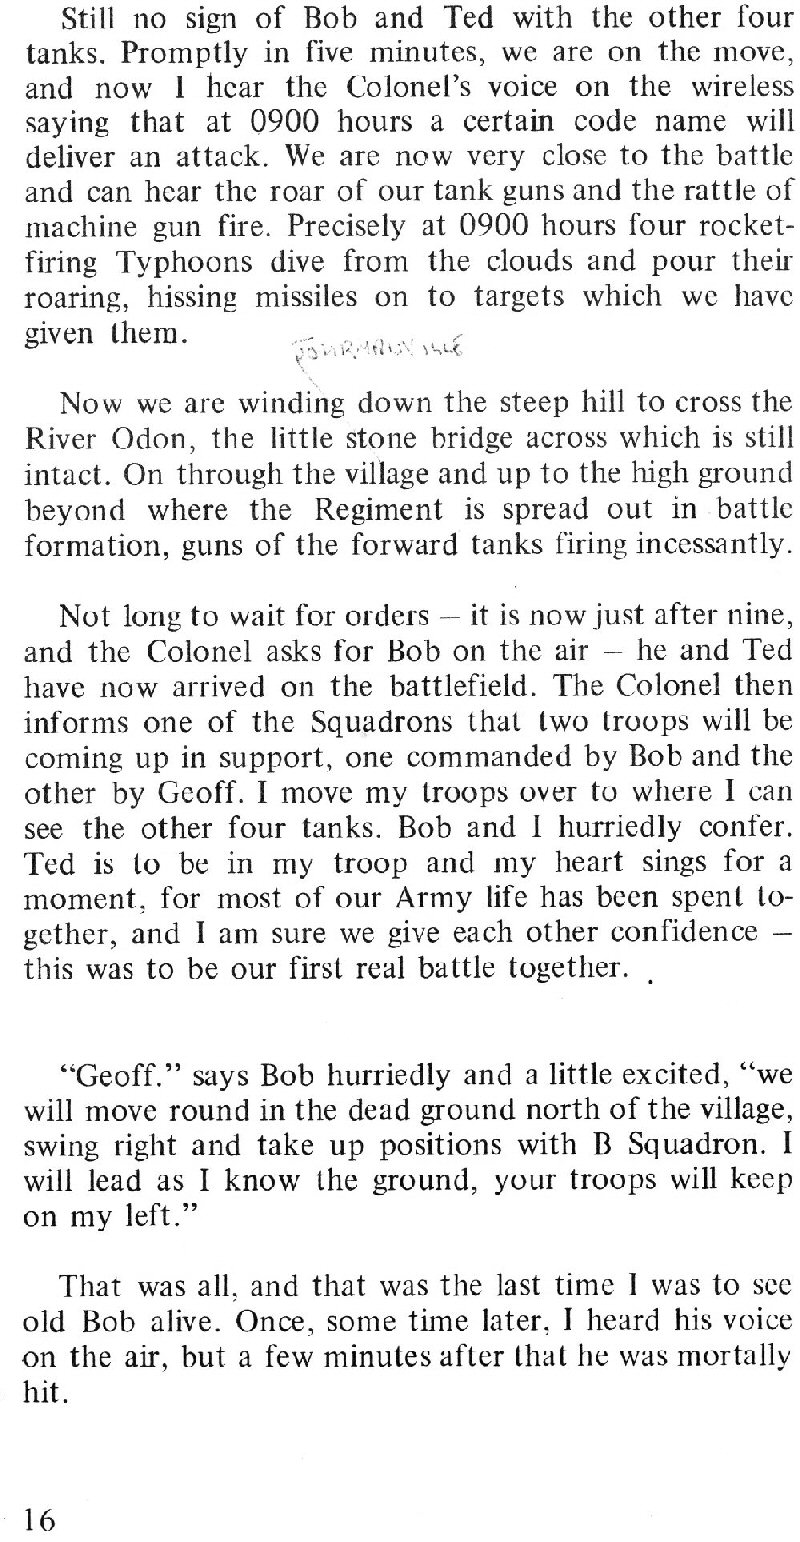 Still no sign of Bob and Ted with the other four
tanks. Promptly in five minutes, we are on the move,
and now I hear the Colonel's voice on the wireless
saying that at 0900 hours a certain code name will
deliver an attack. We are now very close to the battle
and can hear the roar of our tank guns and the rattle of
machine gun fire. Precisely at 0900 hours four rocket-
firing Typhoons dive from the clouds and pour their
roaring, hissing missiles on to targets which we have
given them.
Now we are winding down the steep hill to cross the
River Odon, the little stone bridge across which is still
intact. On through the village and up to the high ground
beyond where the Regiment is spread out in battle
formation, guns of the forward tanks firing incessantly.
Not long to wait for orders – it is now just after nine,
and the Colonel asks for Bob on the air – he and Ted
have now arrived on the battlefield. The Colonel then
informs one of the Squadrons that two troops will be
coming up in support, one commanded by Bob and the
other by Geoff. I move my troops over to where I can
see the other four tanks. Bob and I hurriedly confer.
Ted is to be in my troop and my heart sings for a
moment, for most of our Army life has been spent to-
gether, and I am sure we give each other confidence –
this was to be our first real battle together.
“Geoff.” says Bob hurriedly and a little excited, “we
will move round in the dead ground north of the village,
swing right and take up positions with B Squadron. I
will lead as I know the ground, your troops will keep
on my left.”
That was all, and that was the last time I was to see
old Bob alive. Once, some time later, I heard his voice
on the air, but a few minutes after that he was mortally
hit.
16